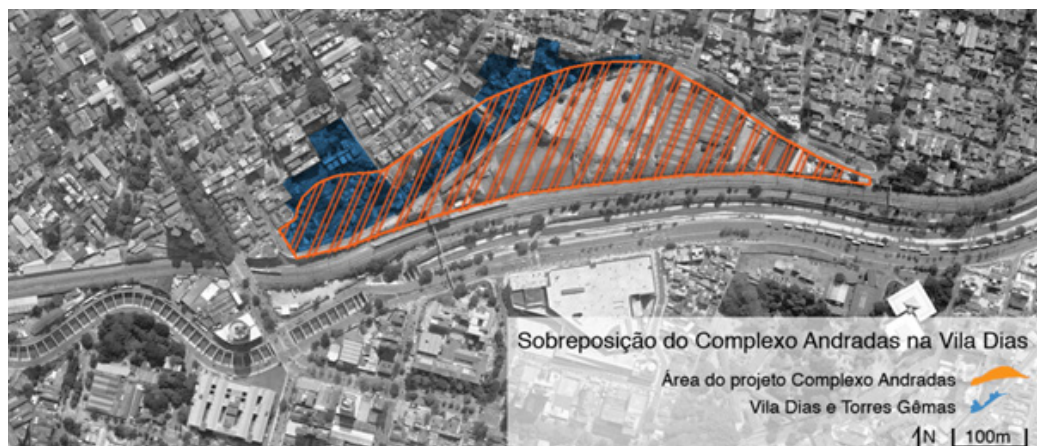 Sobreposição do Complexo Andradas na Vila Dias
Área do projeto Complexo Andradas
Vila Dias e Torres Gêmas
N 100m